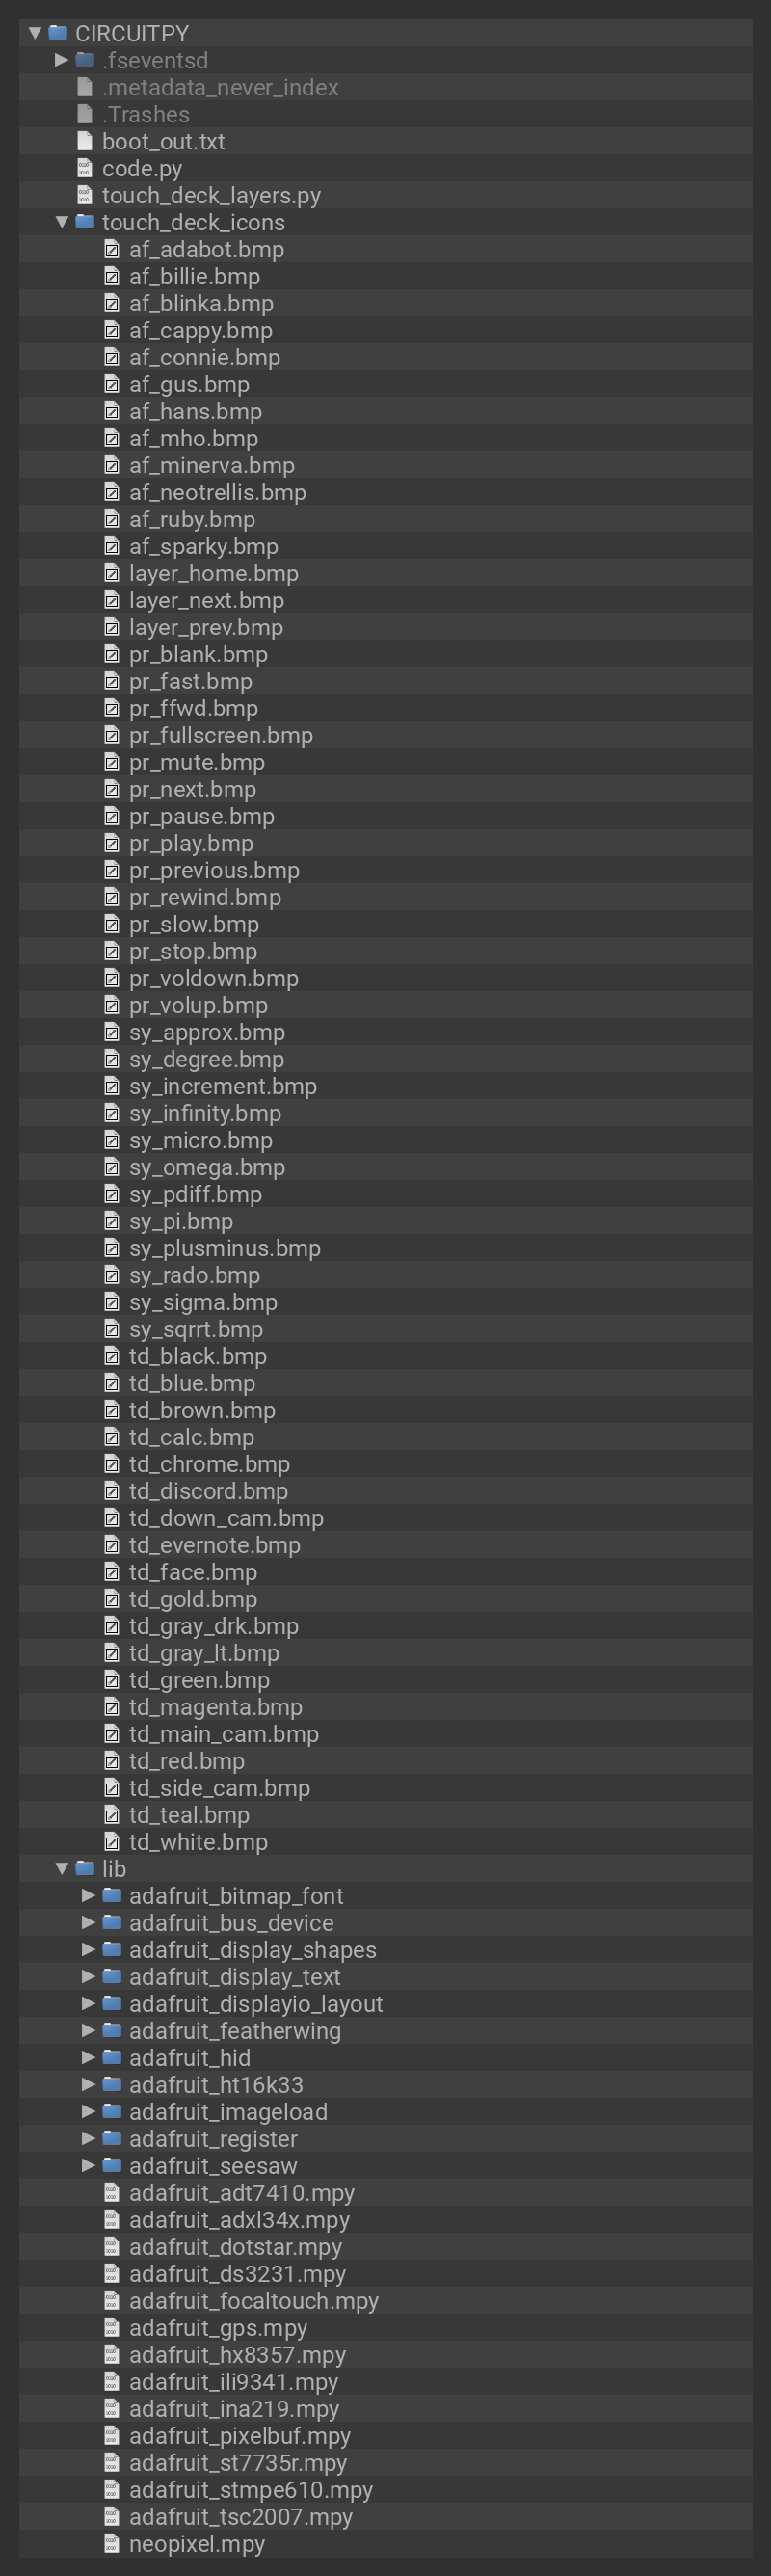 CIRCUITPY
.fseventsd
.metadata_never_index
.Trashes
boot_out.txt
code.py
touch_deck_layers.py
touch_deck_icons
af_adabot.bmp
af_billie.bmp
af_blinka.bmp
af_cappy.bmp
af_connie.bmp
af_gus.bmp
af_hans.bmp
af_mho.bmp
af_minerva.bmp
af_neotrellis.bmp
af_ruby.bmp
af_sparky.bmp
layer_home.bmp
layer_next.bmp
layer_prev.bmp
pr_blank.bmp
pr_fast.bmp
pr_ffwd.bmp
pr_fullscreen.bmp
pr_mute.bmp
pr_next.bmp
pr_pause.bmp
pr_play.bmp
pr_previous.bmp
pr_rewind.bmp
pr_slow.bmp
pr_stop.bmp
pr_voldown.bmp
pr_volup.bmp
sy_approx.bmp
sy_degree.bmp
sy_increment.bmp
sy_infinity.bmp
sy_micro.bmp
sy_omega.bmp
sy_pdiff.bmp
sy_pi.bmp
sy_plusminus.bmp
sy_rado.bmp
sy_sigma.bmp
sy_sqrrt.bmp
td_black.bmp
td_blue.bmp
td_brown.bmp
td_calc.bmp
td_chrome.bmp
td_discord.bmp
td_down_cam.bmp
td_evernote.bmp
td_face.bmp
td_gold.bmp
td_gray_drk.bmp
td_gray_lt.bmp
td_green.bmp
td_magenta.bmp
td_main_cam.bmp
td_red.bmp
td_side_cam.bmp
td_teal.bmp
td_white.bmp
lib
adafruit_bitmap_font
adafruit_bus_device
adafruit_display_shapes
adafruit_display_text
adafruit_displayio_layout
adafruit_featherwing
adafruit_hid
adafruit_ht16k33
adafruit_imageload
adafruit_register
adafruit_seesaw
adafruit_adt7410.mpy
adafruit_adxl34x.mpy
adafruit_dotstar.mpy
adafruit_ds3231.mpy
adafruit_focaltouch.mpy
adafruit_gps.mpy
adafruit_hx8357.mpy
adafruit_ili9341.mpy
adafruit_ina219.mpy
adafruit_pixelbuf.mpy
adafruit_st7735r.mpy
adafruit_stmpe610.mpy
adafruit_tsc2007.mpy
neopixel.mpy